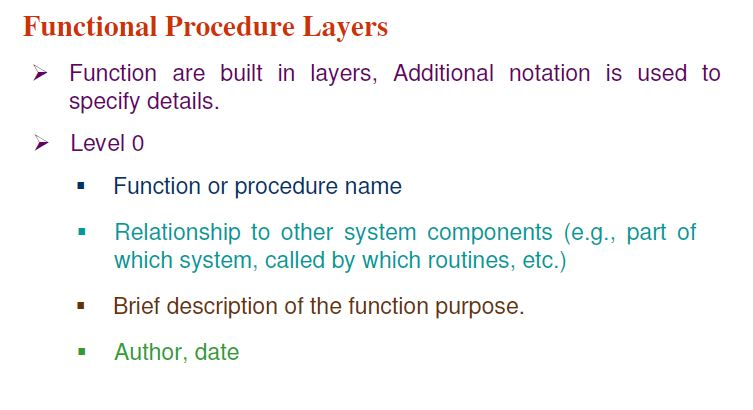 Functional Procedure Layers
➢ Function are built in layers, Additional notation is used to
specify details.
➢ Level 0
▪ Function or procedure name
▪ Relationship to other system components (e.g., part of
which system, called by which routines, etc.)
▪ Brief description of the function purpose.
▪ Author, date